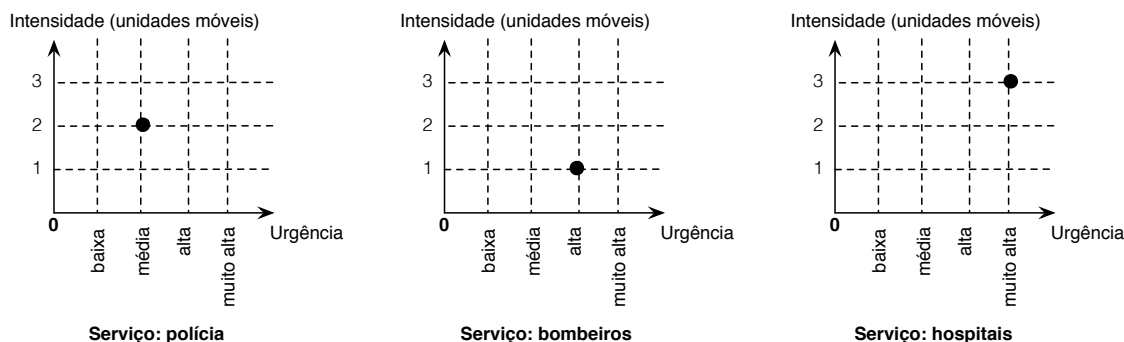 Intensidade (unidades móveis)
3
2
1
0
Urgência
baixa
média
alta
muito alta
Serviço: polícia
Intensidade (unidades móveis)
3
2
1
0
Urgência
baixa
média
alta
muito alta
Serviço: bombeiros
Intensidade (unidades móveis)
3
2
1
0
Urgência
baixa
média
alta
muito alta
Serviço: hospitais